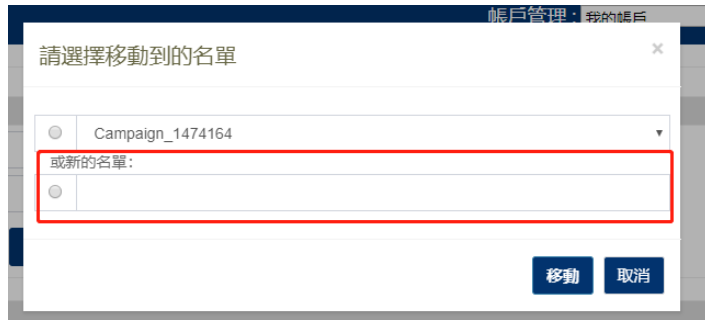 帳戶管理：我的帳戶
請選擇移動到的名單
×
Campaign_1474164
或新的名單：
移動 取消